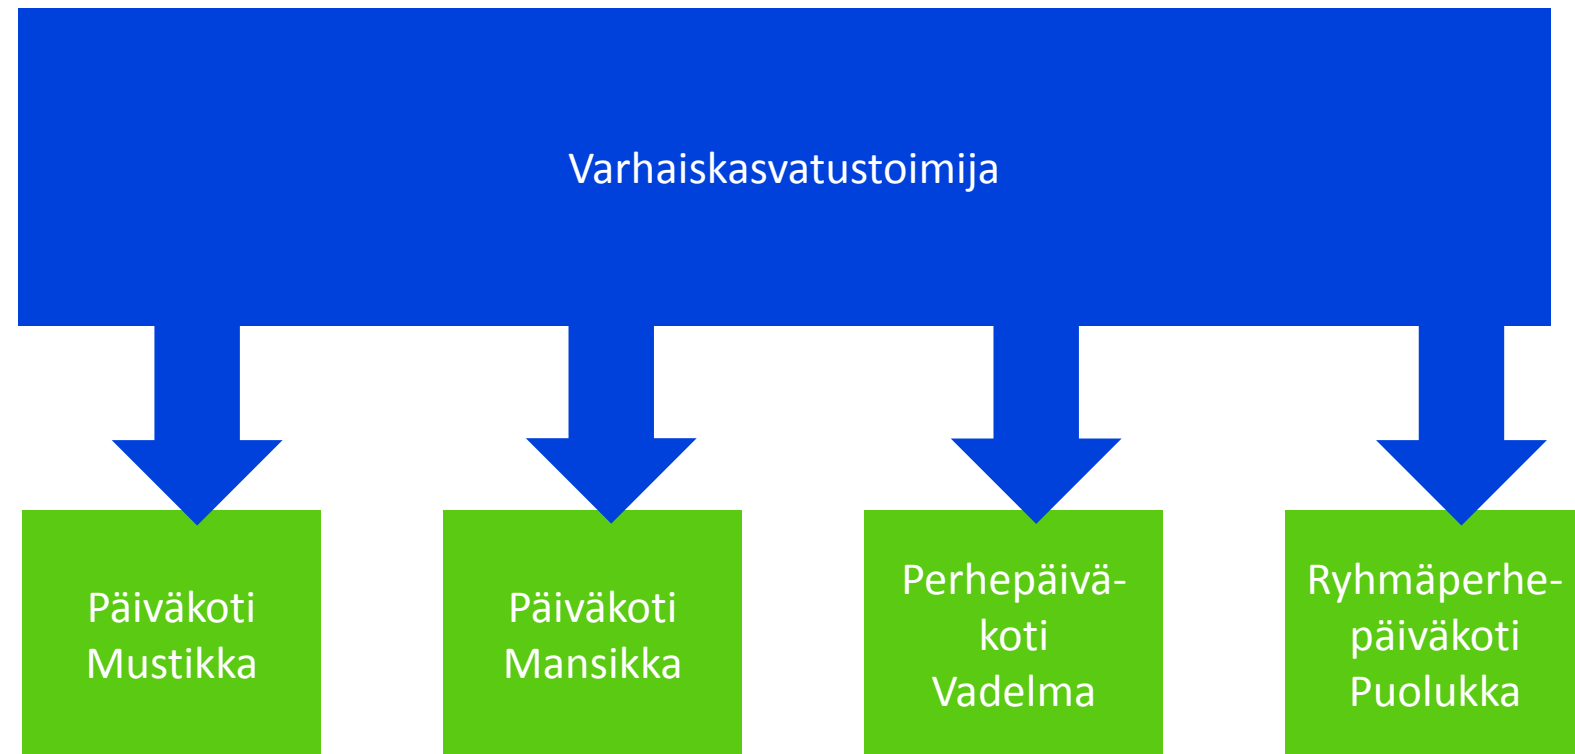 Varhaiskasvatustoimija
Päiväkoti
Mustikka
Päiväkoti
Mansikka
Perhepäivä-
koti
Vadelma
Ryhmäperhe-
päiväkoti
Puolukka